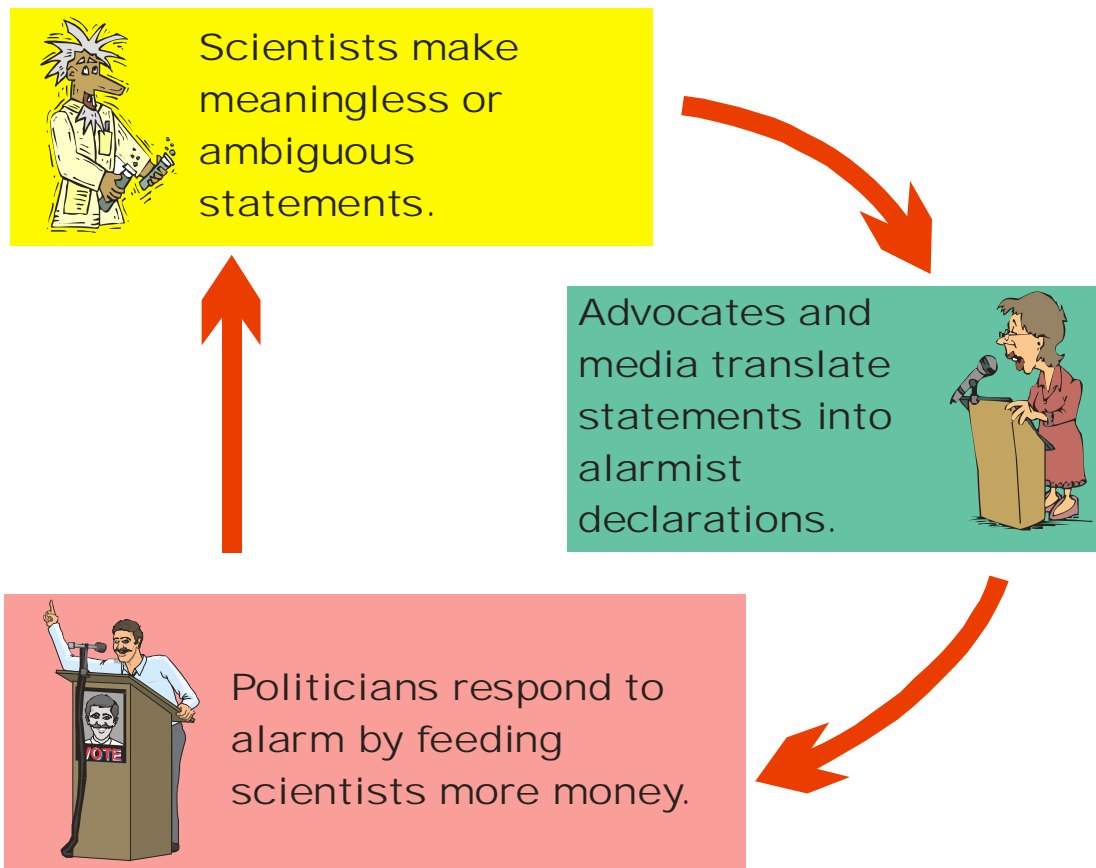 Scientists make
meaningless or
ambiguous
statements.
Advocates and
media translate
statements into
alarmist
declarations.
Politicians respond to
alarm by feeding
scientists more money.
VOTE